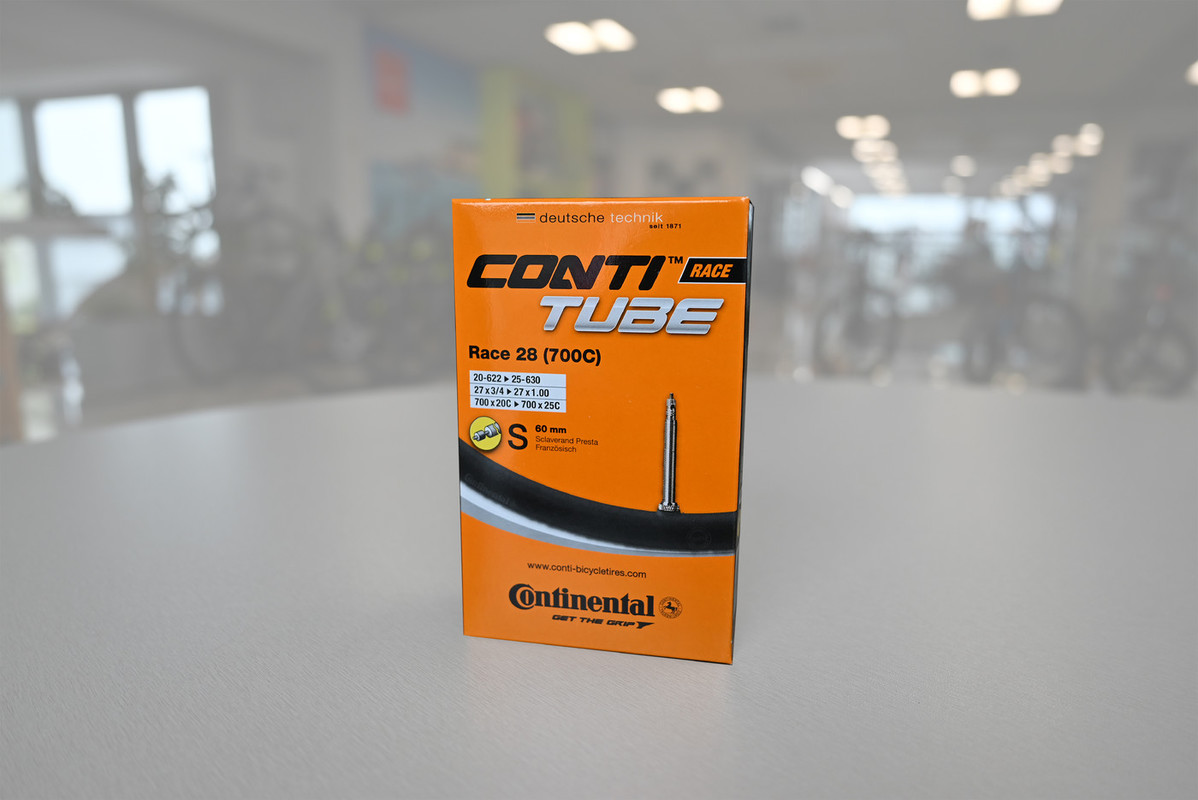 deutsche technik
seit 1871
CONTI™ RACE
TUBE
Race 28 (700C)
20-622 ▸ 25-630
27 x 3/4 ▸ 27 x 1.00
700 x 20C ▸ 700 x 25C
S 60 mm
Sclaverand Presta
Französisch
www.conti-bicycletires.com
Continental
GET THE GRIP